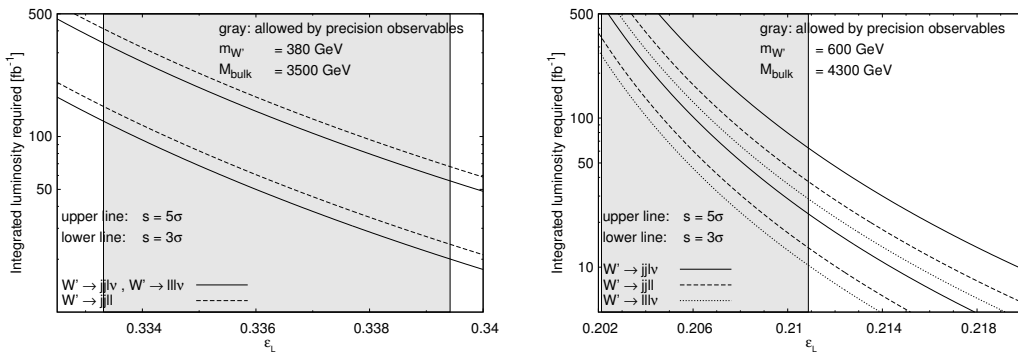 500
100
50
Integrated luminosity required [fb⁻¹]
gray: allowed by precision observables
m_W' = 380 GeV
M_bulk = 3500 GeV
upper line: s = 5σ
lower line: s = 3σ
W' → jjlν , W' → lllν
W' → jjll
0.334 0.336 0.338 0.34
ε_L
500
100
50
10
Integrated luminosity required [fb⁻¹]
gray: allowed by precision observables
m_W' = 600 GeV
M_bulk = 4300 GeV
upper line: s = 5σ
lower line: s = 3σ
W' → jjlν
W' → jjll
W' → lllν
0.202 0.206 0.21 0.214 0.218
ε_L